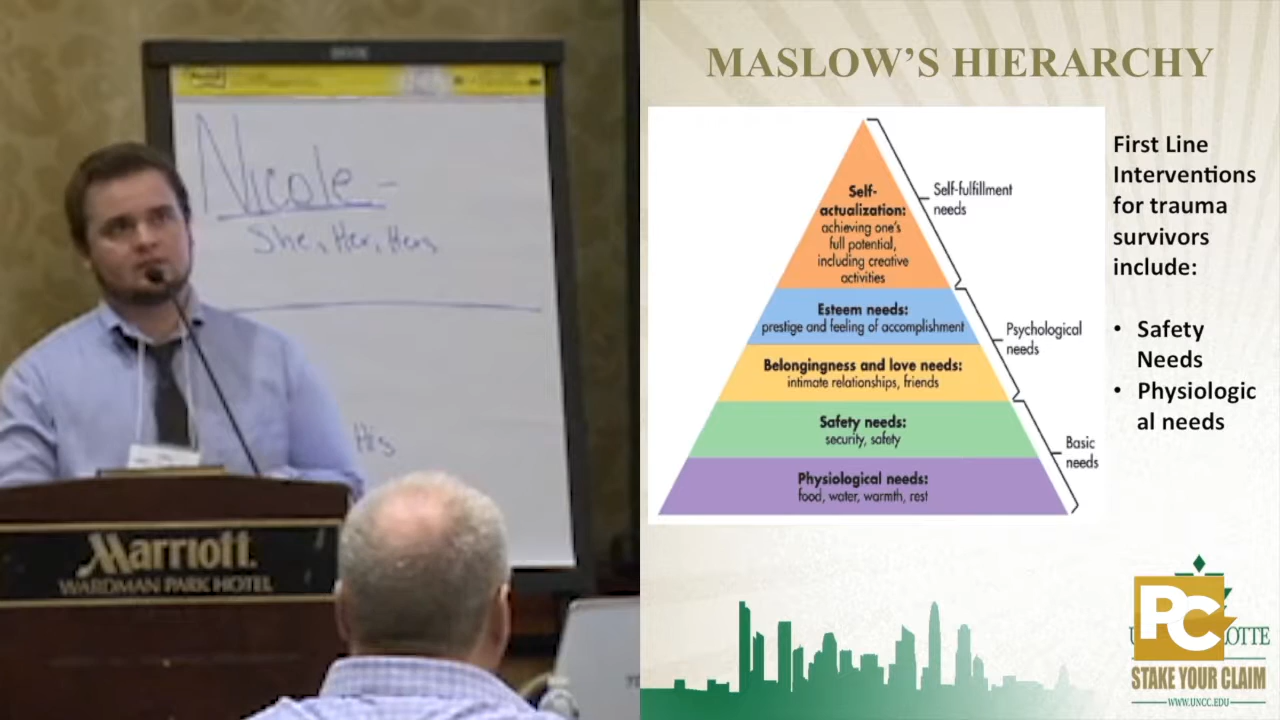 Nicole -
She, Her, Hers
His
Marriott
WARDMAN PARK HOTEL
MASLOW'S HIERARCHY
Self-
actualization:
achieving one's
full potential,
including creative
activities
Esteem needs:
prestige and feeling of accomplishment
Belongingness and love needs:
intimate relationships, friends
Safety needs:
security, safety
Physiological needs:
food, water, warmth, rest
Self-fulfillment
needs
Psychological
needs
Basic
needs
First Line
Interventions
for trauma
survivors
include:
• Safety
Needs
• Physiologic
al needs
PC
OTTE
STAKE YOUR CLAIM
WWW.UNCC.EDU